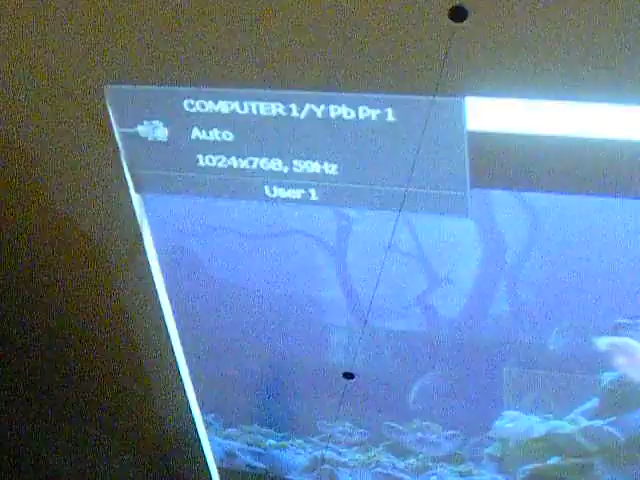 COMPUTER 1/Y Pb Pr 1
Auto
1024x768, 59Hz
User 1